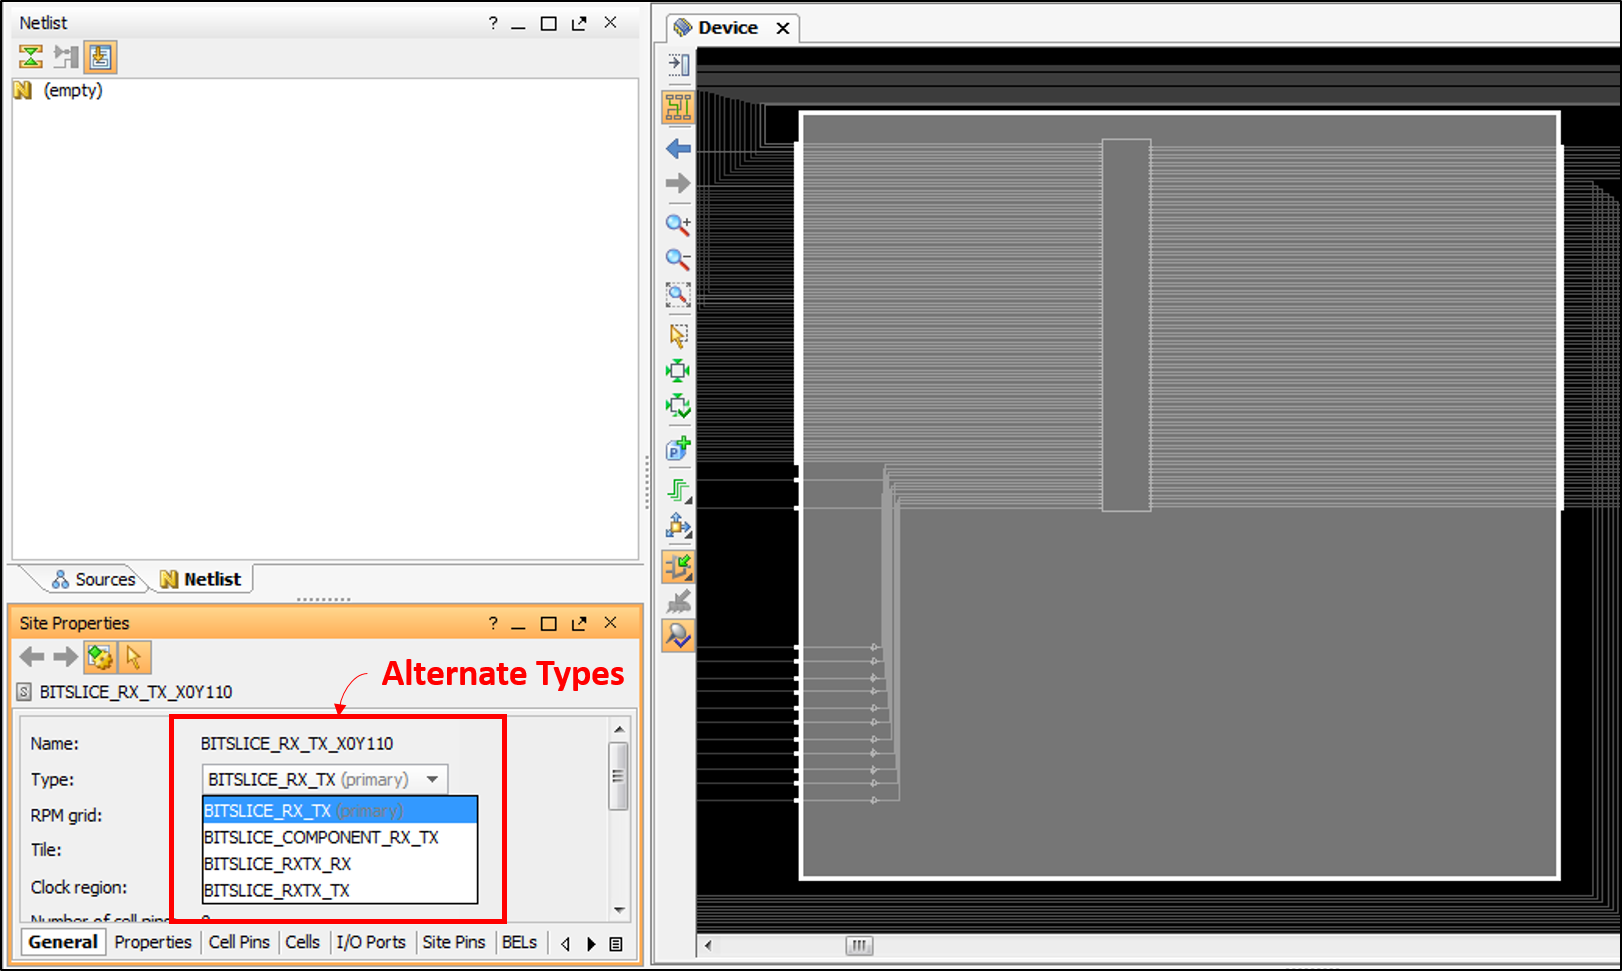 Netlist
(empty)
Sources
Netlist
Site Properties
Alternate Types
BITSLICE_RX_TX_X0Y110
Name: BITSLICE_RX_TX_X0Y110
Type: BITSLICE_RX_TX (primary)
BITSLICE_RX_TX (primary)
RPM grid:
BITSLICE_COMPONENT_RX_TX
Tile:
BITSLICE_RXTX_RX
Clock region:
BITSLICE_RXTX_TX
Number of cell pins: 0
General Properties Cell Pins Cells I/O Ports Site Pins BELs
Device